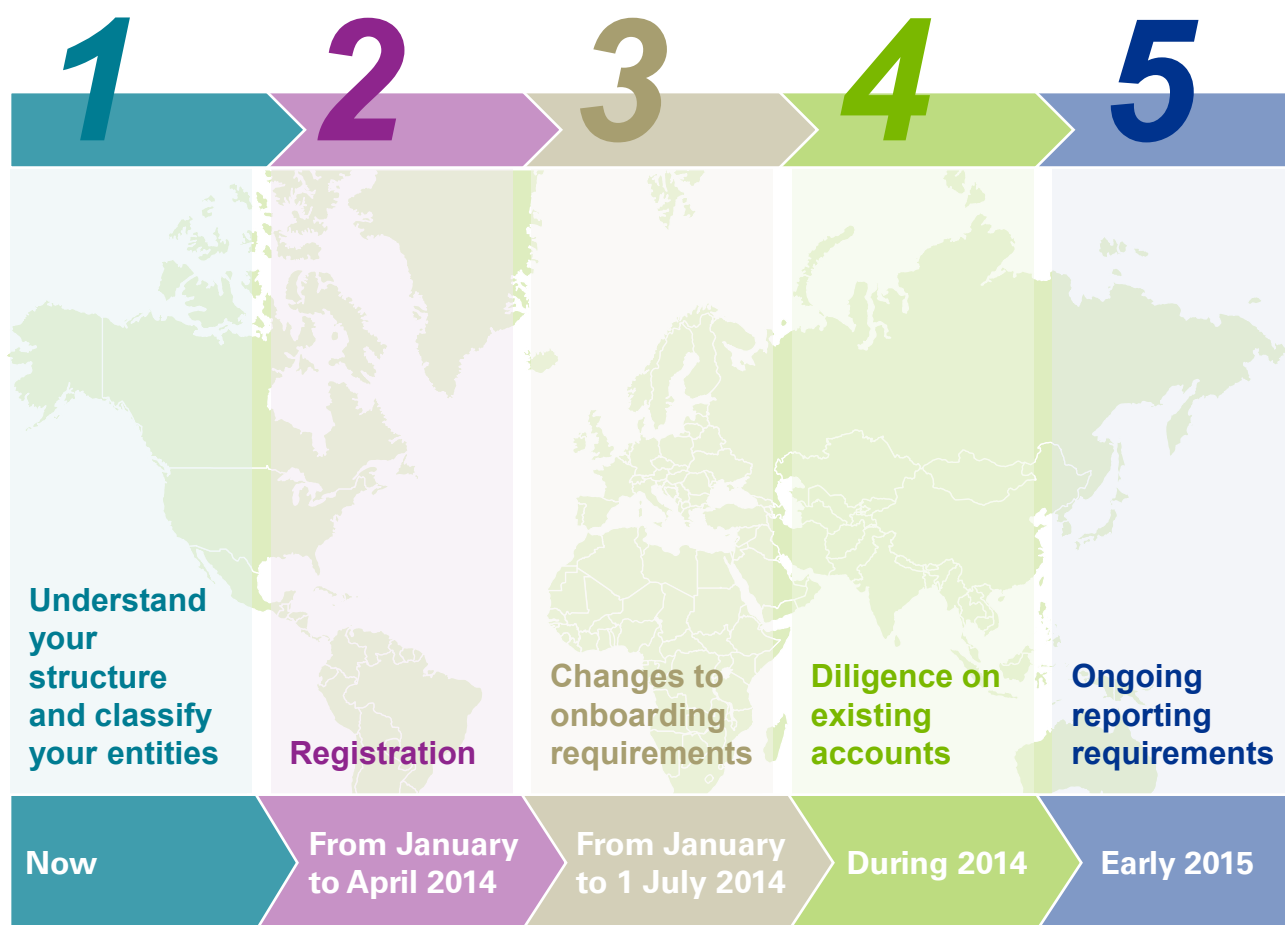 1
2
3
4
5
Understand
your
structure
and classify
your entities
Registration
Changes to
onboarding
requirements
Diligence on
existing
accounts
Ongoing
reporting
requirements
Now
From January
to April 2014
From January
to 1 July 2014
During 2014
Early 2015